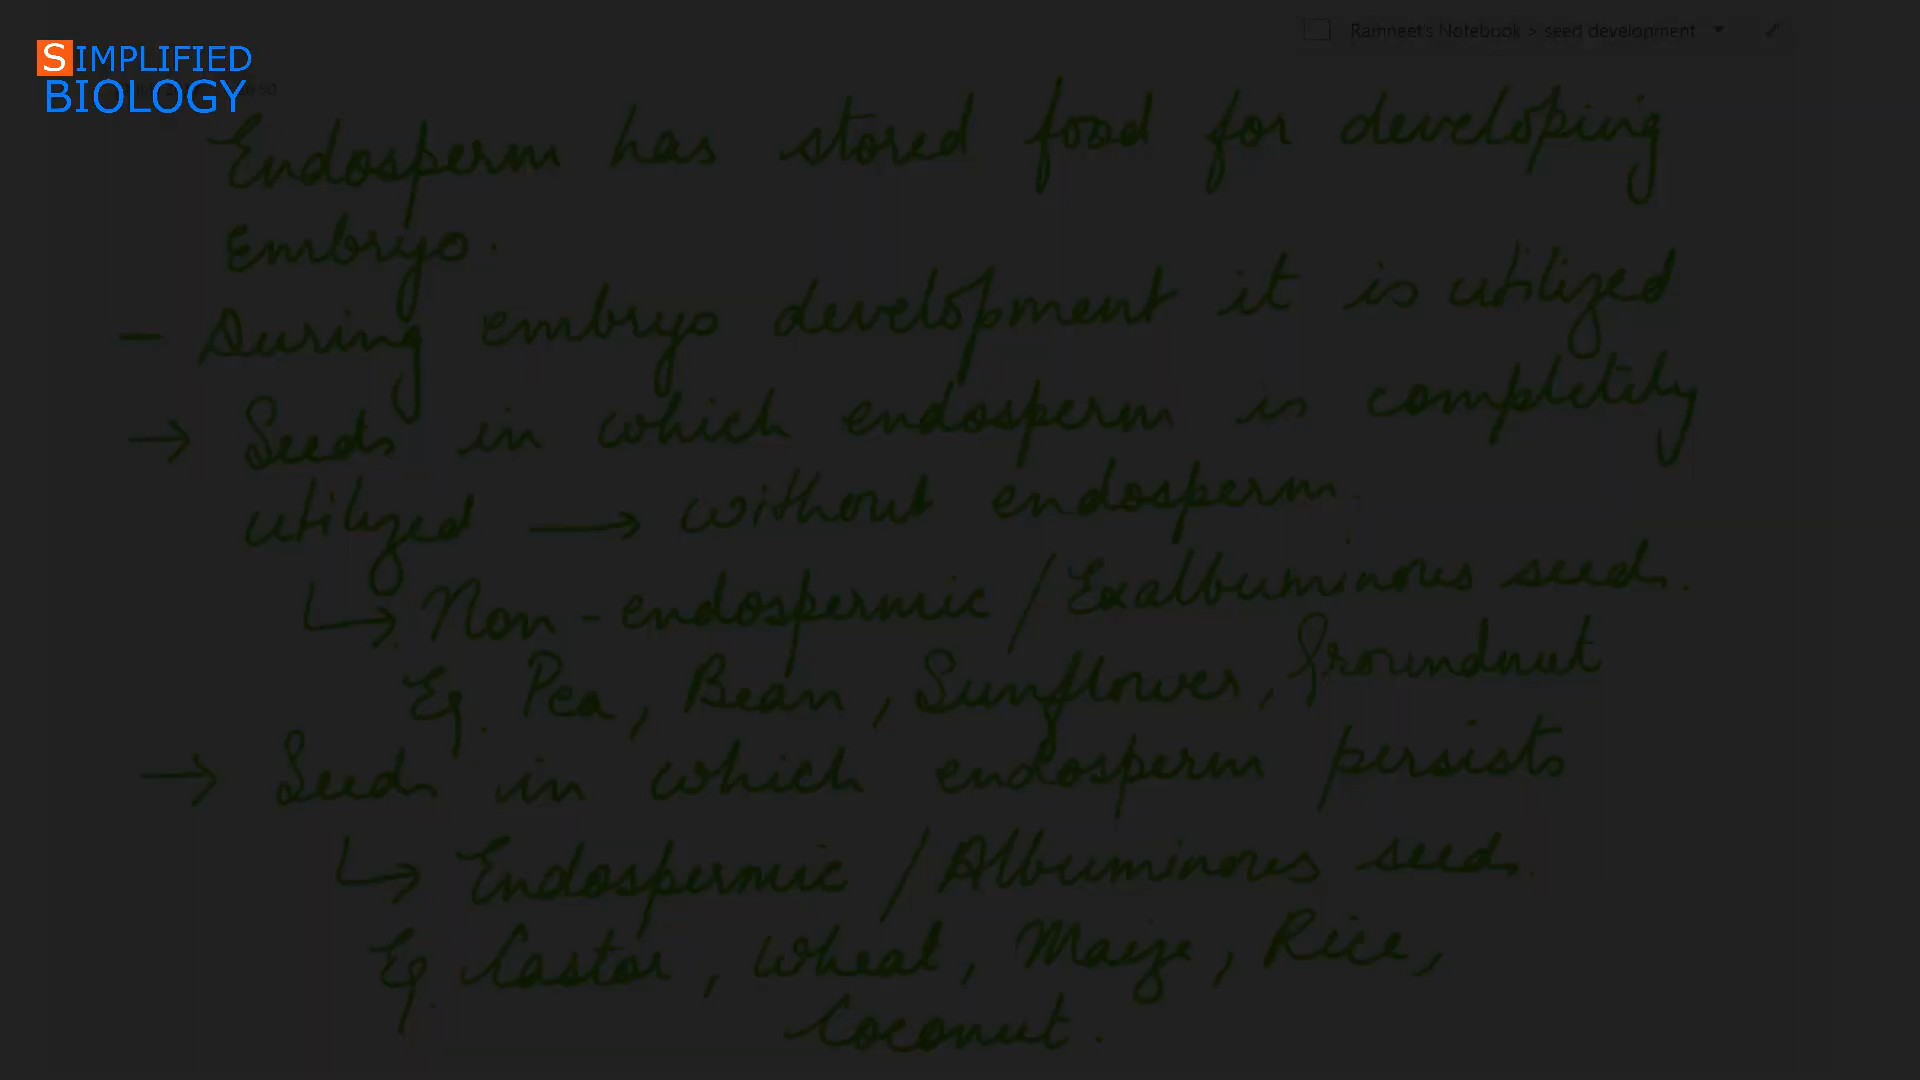 Ramneet's Notebook > seed development
SIMPLIFIED
BIOLOGY
Endosperm has stored food for developing
Embryo.
- During embryo development it is utilized
→ Seeds in which endosperm is completely
utilized → without endosperm.
↳ Non-endospermic / Exalbuminous seeds.
Eg. Pea, Bean, Sunflower, Groundnut
→ Seeds in which endosperm persists
↳ Endospermic / Albuminous seeds.
Eg. Castor, Wheat, Maize, Rice,
Coconut.